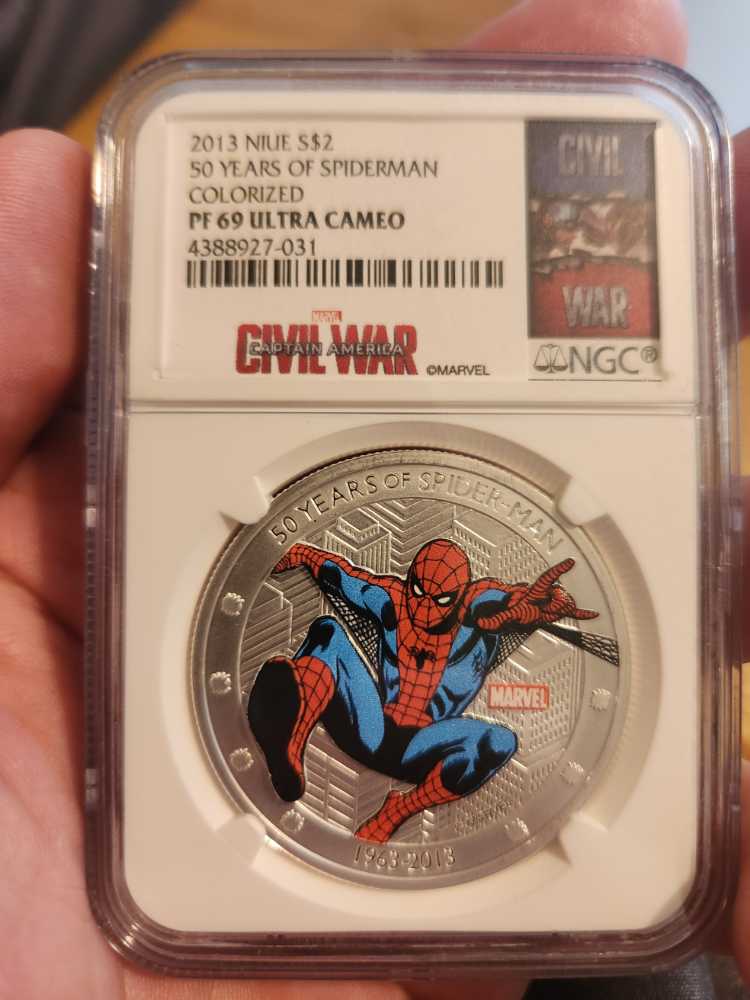 2013 NIUE S$2
50 YEARS OF SPIDERMAN
COLORIZED
PF 69 ULTRA CAMEO
4388927-031
MARVEL
CIVIL WAR
CAPTAIN AMERICA
©MARVEL
CIVIL
WAR
NGC®
50 YEARS OF SPIDER-MAN
MARVEL
1963-2013